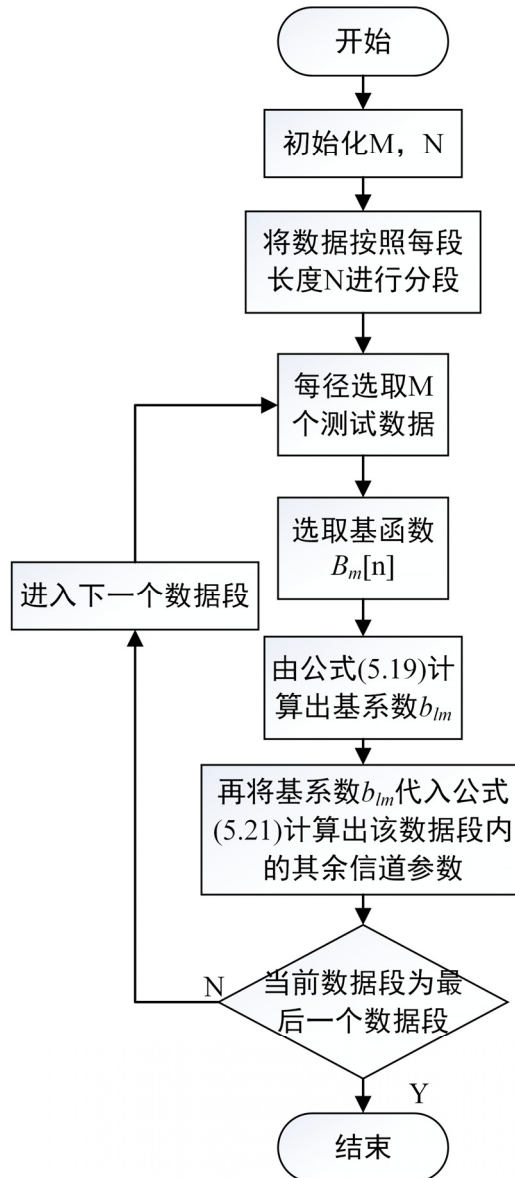 开始
初始化M，N
将数据按照每段
长度N进行分段
每径选取M
个测试数据
选取基函数
Bm[n]
进入下一个数据段
由公式(5.19)计
算出基系数blm
再将基系数blm代入公式
(5.21)计算出该数据段内
的其余信道参数
N
当前数据段为最
后一个数据段
Y
结束